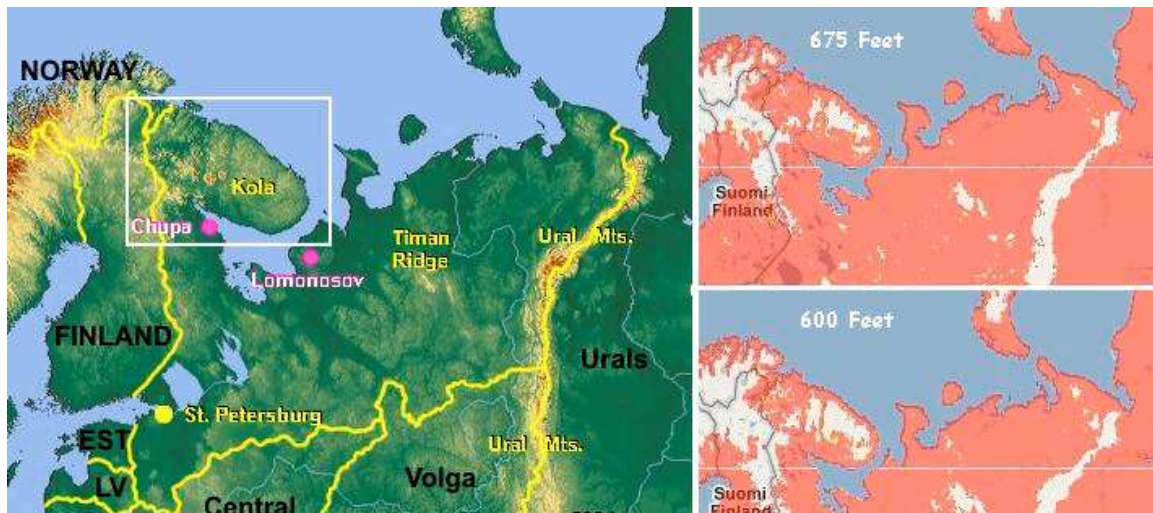 NORWAY
Kola
Chupa
Timan
Ridge
Ural Mts.
Lomonosov
FINLAND
Urals
St. Petersburg
EST
Ural Mts.
LV
Volga
Central
675 Feet
Suomi
Finland
600 Feet
Suomi
Finland